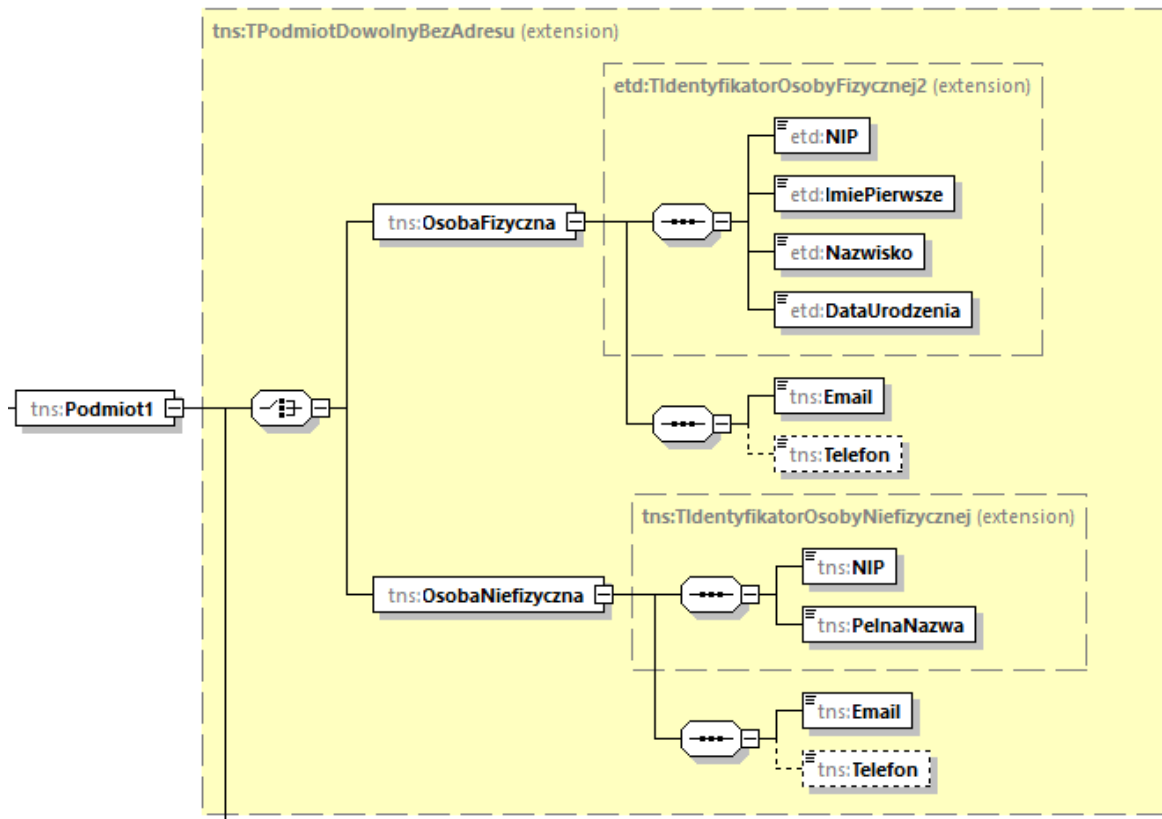 tns:TPodmiotDowolnyBezAdresu (extension)
etd:TIdentyfikatorOsobyFizycznej2 (extension)
etd:NIP
etd:ImiePierwsze
tns:OsobaFizyczna
etd:Nazwisko
etd:DataUrodzenia
tns:Podmiot1
tns:Email
tns:Telefon
tns:TIdentyfikatorOsobyNiefizycznej (extension)
tns:NIP
tns:OsobaNiefizyczna
tns:PelnaNazwa
tns:Email
tns:Telefon